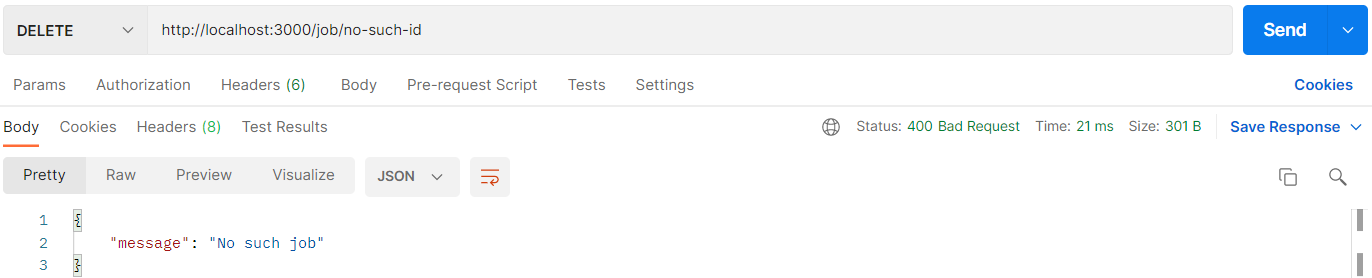 DELETE http://localhost:3000/job/no-such-id Send
Params Authorization Headers (6) Body Pre-request Script Tests Settings Cookies
Body Cookies Headers (8) Test Results Status: 400 Bad Request Time: 21 ms Size: 301 B Save Response
Pretty Raw Preview Visualize JSON
1 {
2 "message": "No such job"
3 }